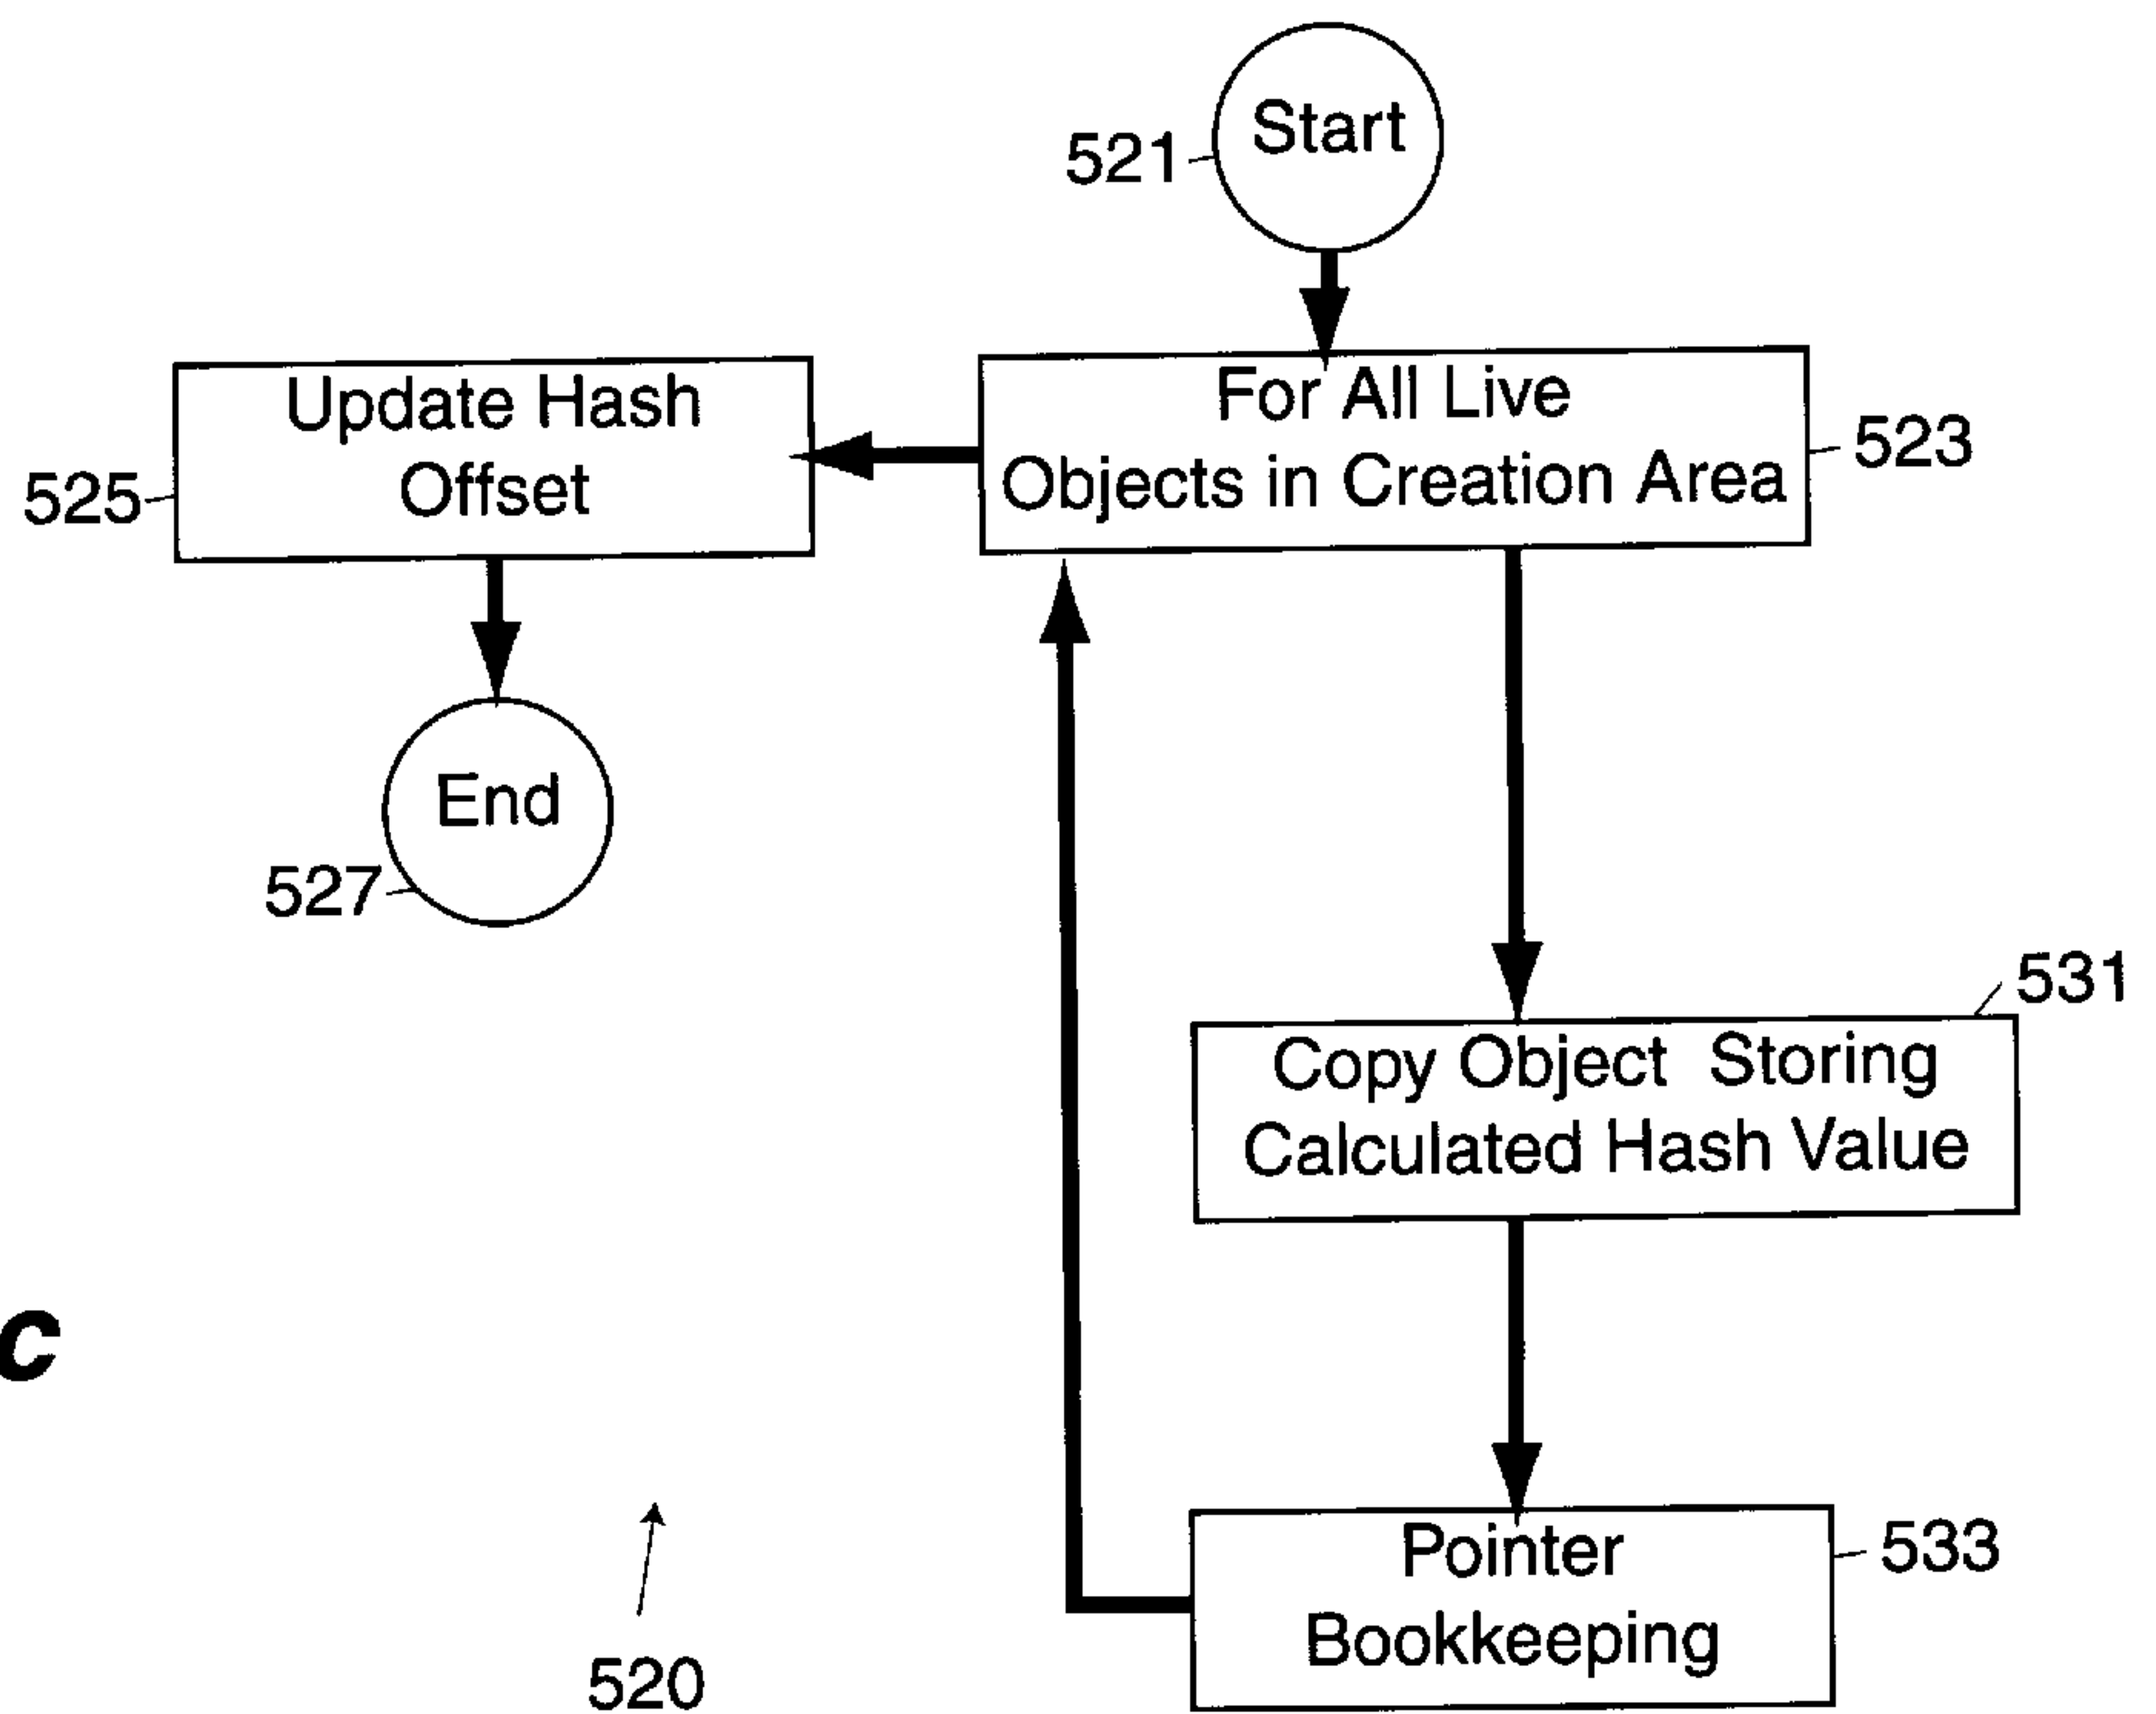 Start
521
For All Live
Objects in Creation Area
523
Update Hash
Offset
525
End
527
531
Copy Object Storing
Calculated Hash Value
Pointer
Bookkeeping
533
520
c